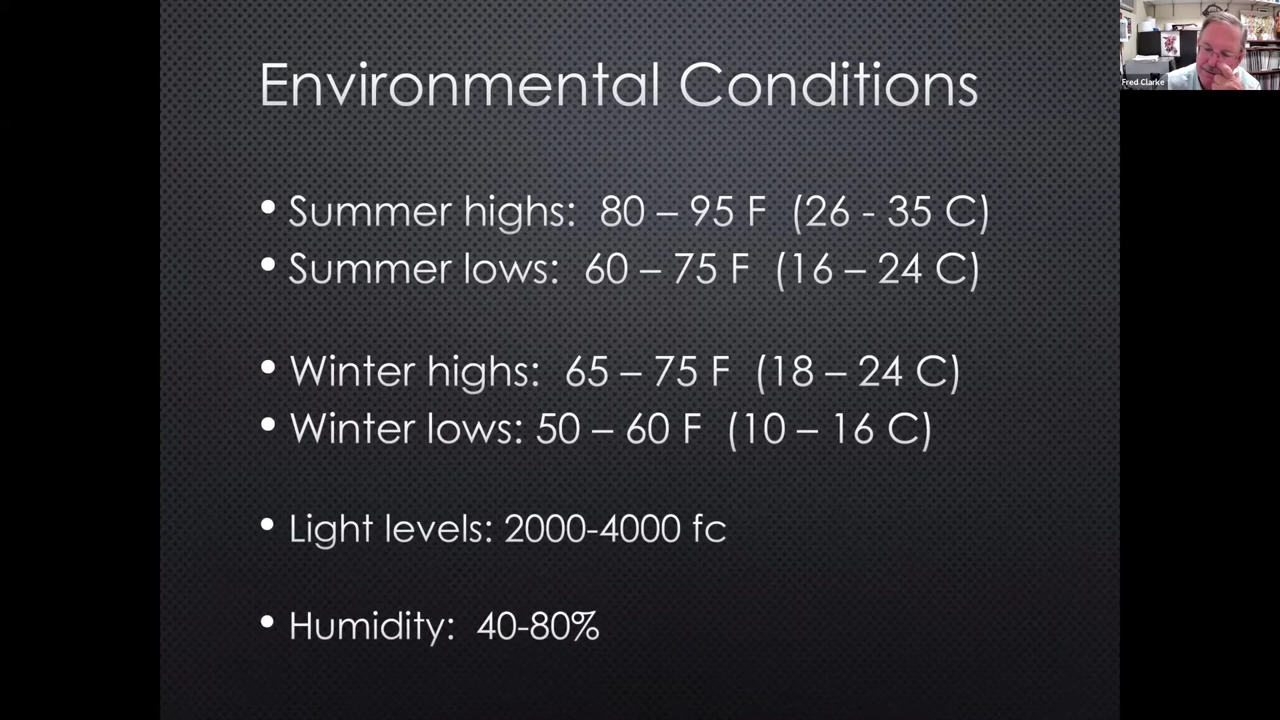 Environmental Conditions
• Summer highs: 80 – 95 F (26 - 35 C)
• Summer lows: 60 – 75 F (16 – 24 C)
• Winter highs: 65 – 75 F (18 – 24 C)
• Winter lows: 50 – 60 F (10 – 16 C)
• Light levels: 2000-4000 fc
• Humidity: 40-80%
Fred Clarke